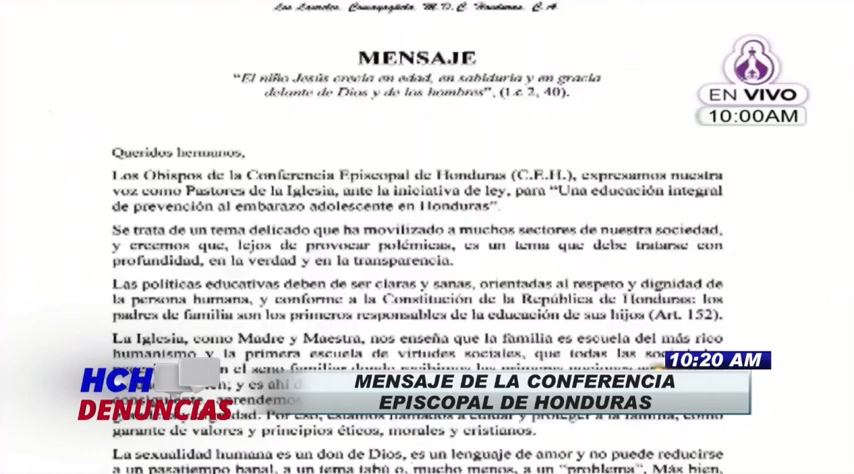 Los Laureles, Comayagüela, M.D.C. Honduras, C.A.
MENSAJE
"El niño Jesús crecía en edad, en sabiduría y en gracia
delante de Dios y de los hombres", (Lc 2, 40).
EN VIVO
10:00AM
Queridos hermanos,
Los Obispos de la Conferencia Episcopal de Honduras (C.E.H.), expresamos nuestra
voz como Pastores de la Iglesia, ante la iniciativa de ley, para "Una educación integral
de prevención al embarazo adolescente en Honduras".
Se trata de un tema delicado que ha movilizado a muchos sectores de nuestra sociedad,
y creemos que, lejos de provocar polémicas, es un tema que debe tratarse con
profundidad, en la verdad y en la transparencia.
Las políticas educativas deben de ser claras y sanas, orientadas al respeto y dignidad de
la persona humana, y conforme a la Constitución de la República de Honduras: los
padres de familia son los primeros responsables de la educación de sus hijos (Art. 152).
La Iglesia, como Madre y Maestra, nos enseña que la familia es escuela del más rico
humanismo y la primera escuela de virtudes sociales, que todas las
10:20 AM
HCH
DENUNCIAS
MENSAJE DE LA CONFERENCIA
EPISCOPAL DE HONDURAS
garante de valores y principios éticos, morales y cristianos.
La sexualidad humana es un don de Dios, es un lenguaje de amor y no puede reducirse
a un pasatiempo banal, a un tema tabú o, mucho menos, a un "problema". Más bien,